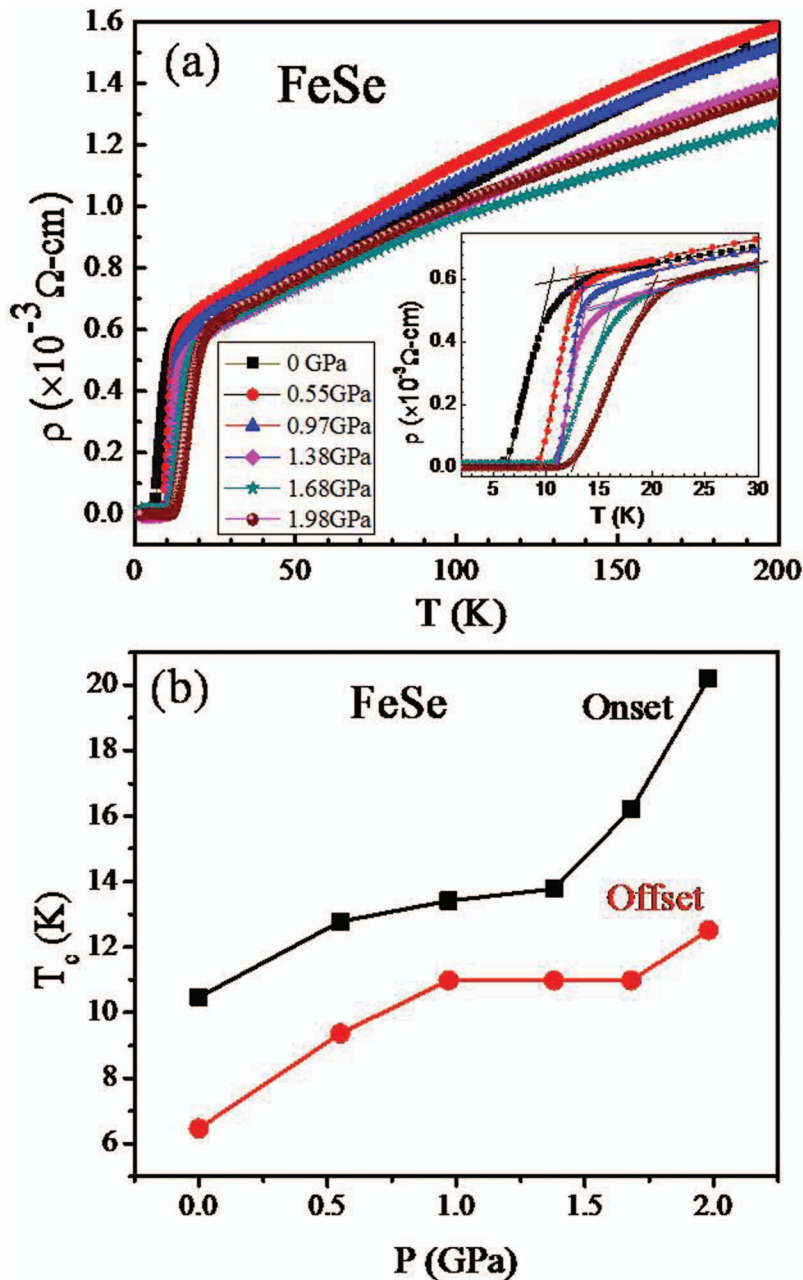 (a)
FeSe
1.6
1.4
1.2
1.0
0.8
0.6
0.4
0.2
0.0
ρ (×10⁻³ Ω-cm)
0 GPa
0.55GPa
0.97GPa
1.38GPa
1.68GPa
1.98GPa
0.6
0.4
0.2
0.0
ρ (×10⁻³Ω-cm)
5 10 15 20 25 30
T (K)
0 50 100 150 200
T (K)
(b)
FeSe
Onset
Offset
20
18
16
14
12
10
8
6
T_c (K)
0.0 0.5 1.0 1.5 2.0
P (GPa)